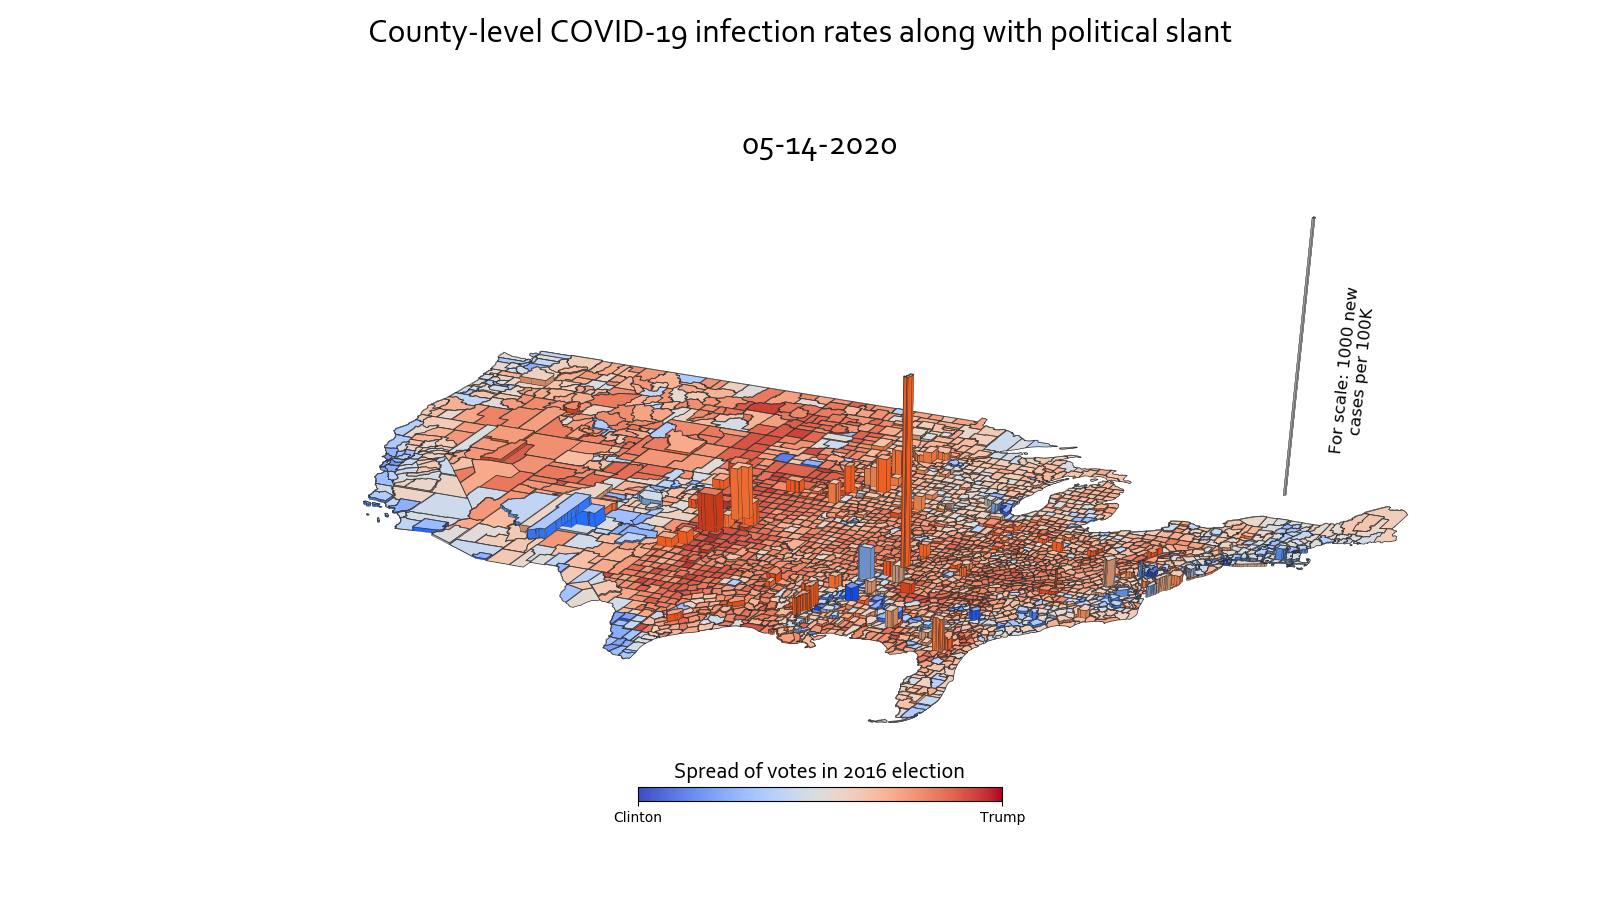 County-level COVID-19 infection rates along with political slant
05-14-2020
For scale: 1000 new
cases per 100K
Spread of votes in 2016 election
Clinton
Trump